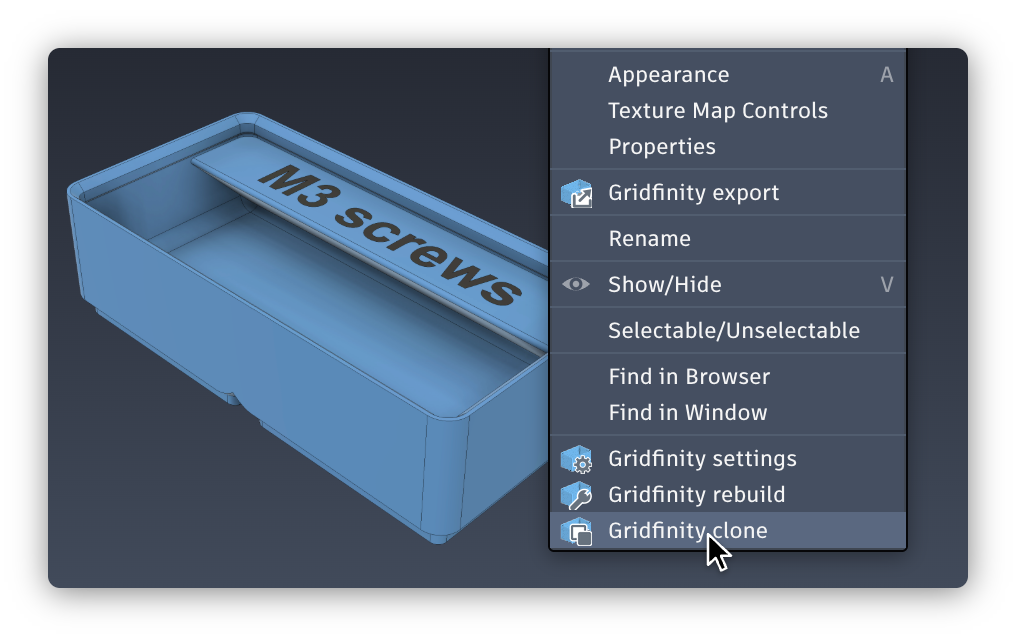 M3 screws
Appearance A
Texture Map Controls
Properties
Gridfinity export
Rename
Show/Hide V
Selectable/Unselectable
Find in Browser
Find in Window
Gridfinity settings
Gridfinity rebuild
Gridfinity clone